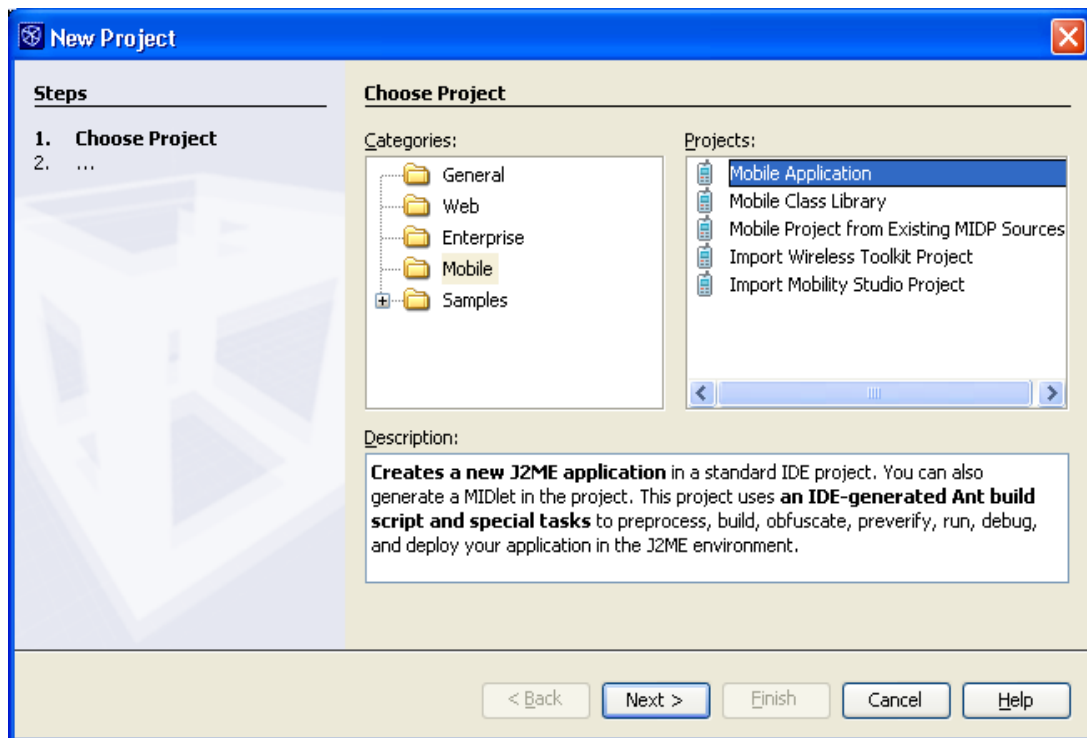 New Project
Steps
1. Choose Project
2. ...
Choose Project
Categories:
General
Web
Enterprise
Mobile
Samples
Projects:
Mobile Application
Mobile Class Library
Mobile Project from Existing MIDP Sources
Import Wireless Toolkit Project
Import Mobility Studio Project
Description:
Creates a new J2ME application in a standard IDE project. You can also
generate a MIDlet in the project. This project uses an IDE-generated Ant build
script and special tasks to preprocess, build, obfuscate, preverify, run, debug,
and deploy your application in the J2ME environment.
< Back
Next >
Finish
Cancel
Help